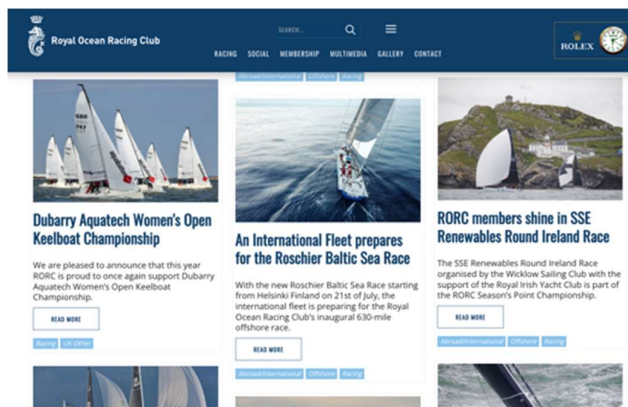 Royal Ocean Racing Club
SEARCH...
ROLEX
RACING SOCIAL MEMBERSHIP MULTIMEDIA GALLERY CONTACT
Abroad/International Offshore Racing
Dubarry Aquatech Women's Open
Keelboat Championship
We are pleased to announce that this year
RORC is proud to once again support Dubarry
Aquatech Women's Open Keelboat
Championship.
READ MORE
Racing UK Other
An International Fleet prepares
for the Roschier Baltic Sea Race
With the new Roschier Baltic Sea Race starting
from Helsinki Finland on 21st of July, the
international fleet is preparing for the Royal
Ocean Racing Club's inaugural 630-mile
offshore race.
READ MORE
Abroad/International Offshore Racing
RORC members shine in SSE
Renewables Round Ireland Race
The SSE Renewables Round Ireland Race
organised by the Wicklow Sailing Club with the
support of the Royal Irish Yacht Club is part of
the RORC Season's Point Championship.
READ MORE
Abroad/International Offshore Racing